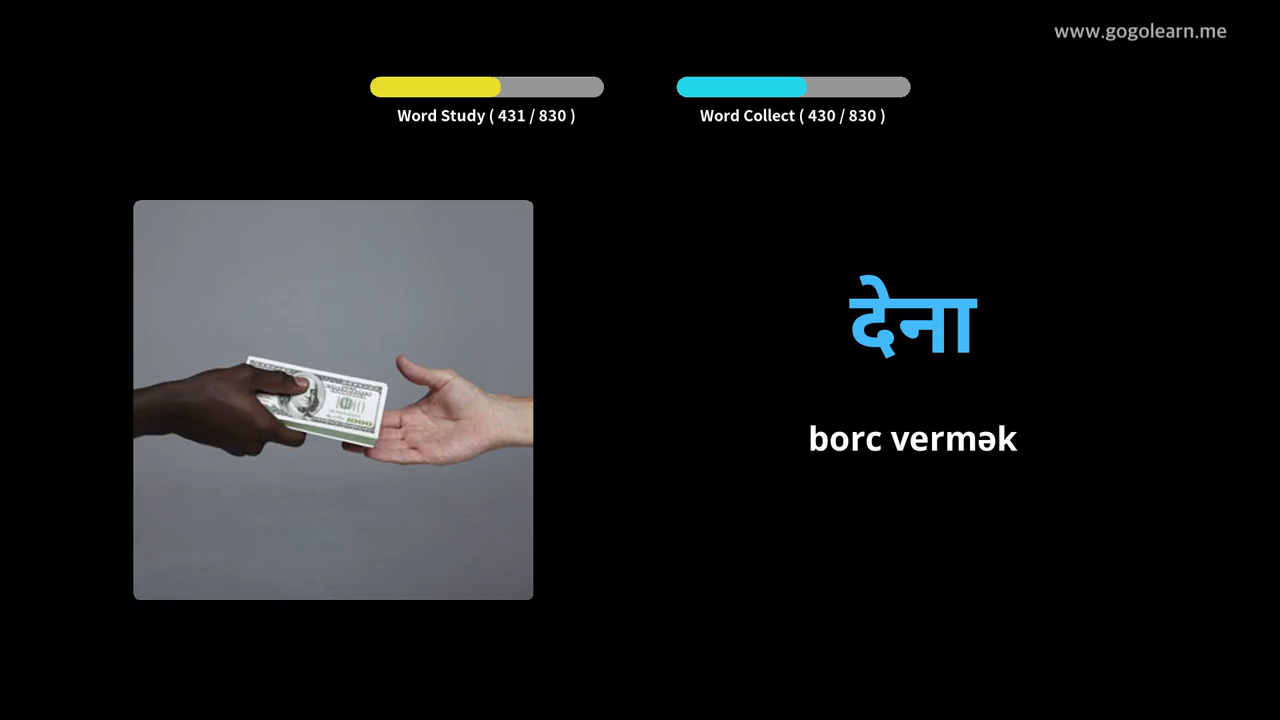 www.gogolearn.me
Word Study ( 431 / 830 )
Word Collect ( 430 / 830 )
देना
borc vermək